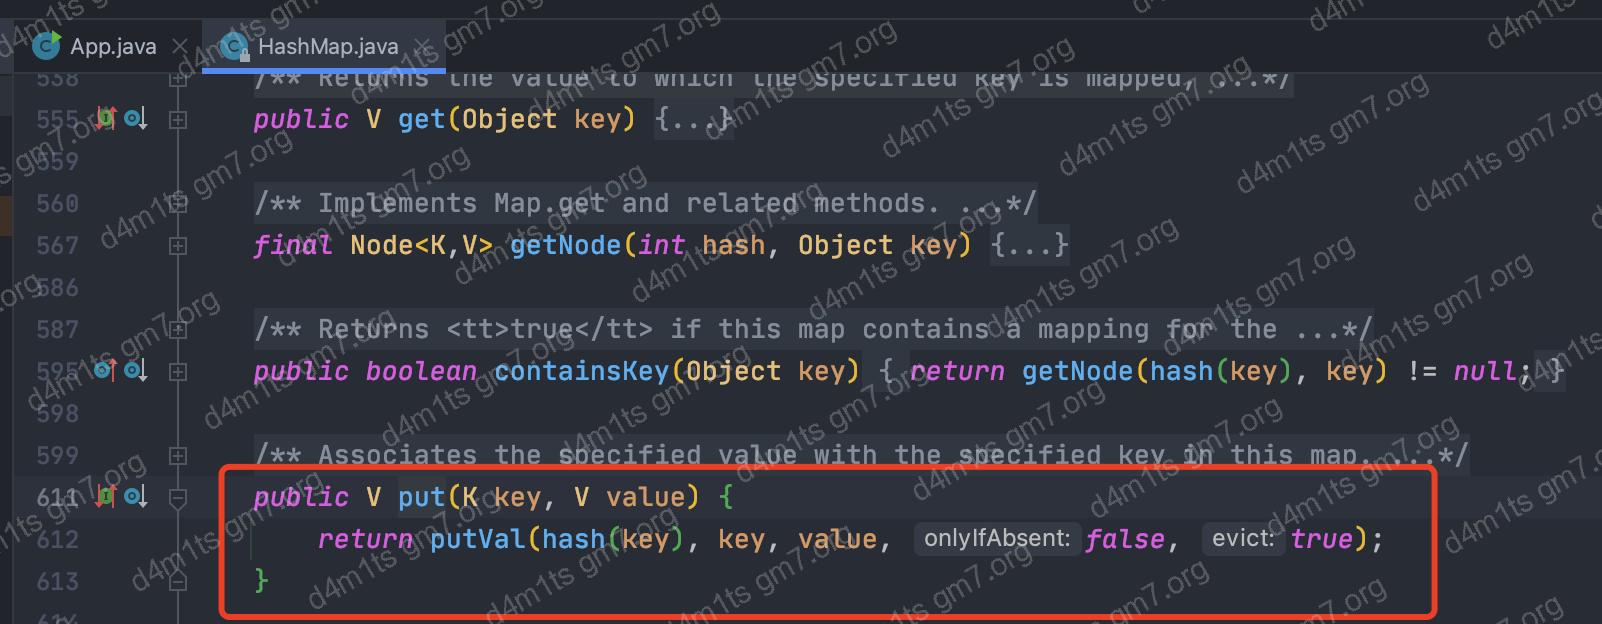 App.java HashMap.java
538 /** Returns the value to which the specified key is mapped, ...*/
555 public V get(Object key) {...}
559
560 /** Implements Map.get and related methods. ...*/
567 final Node<K,V> getNode(int hash, Object key) {...}
586
587 /** Returns <tt>true</tt> if this map contains a mapping for the ...*/
595 public boolean containsKey(Object key) { return getNode(hash(key), key) != null; }
598
599 /** Associates the specified value with the specified key in this map. ...*/
611 public V put(K key, V value) {
612 return putVal(hash(key), key, value, onlyIfAbsent: false, evict: true);
613 }
614
d4m1ts gm7.org